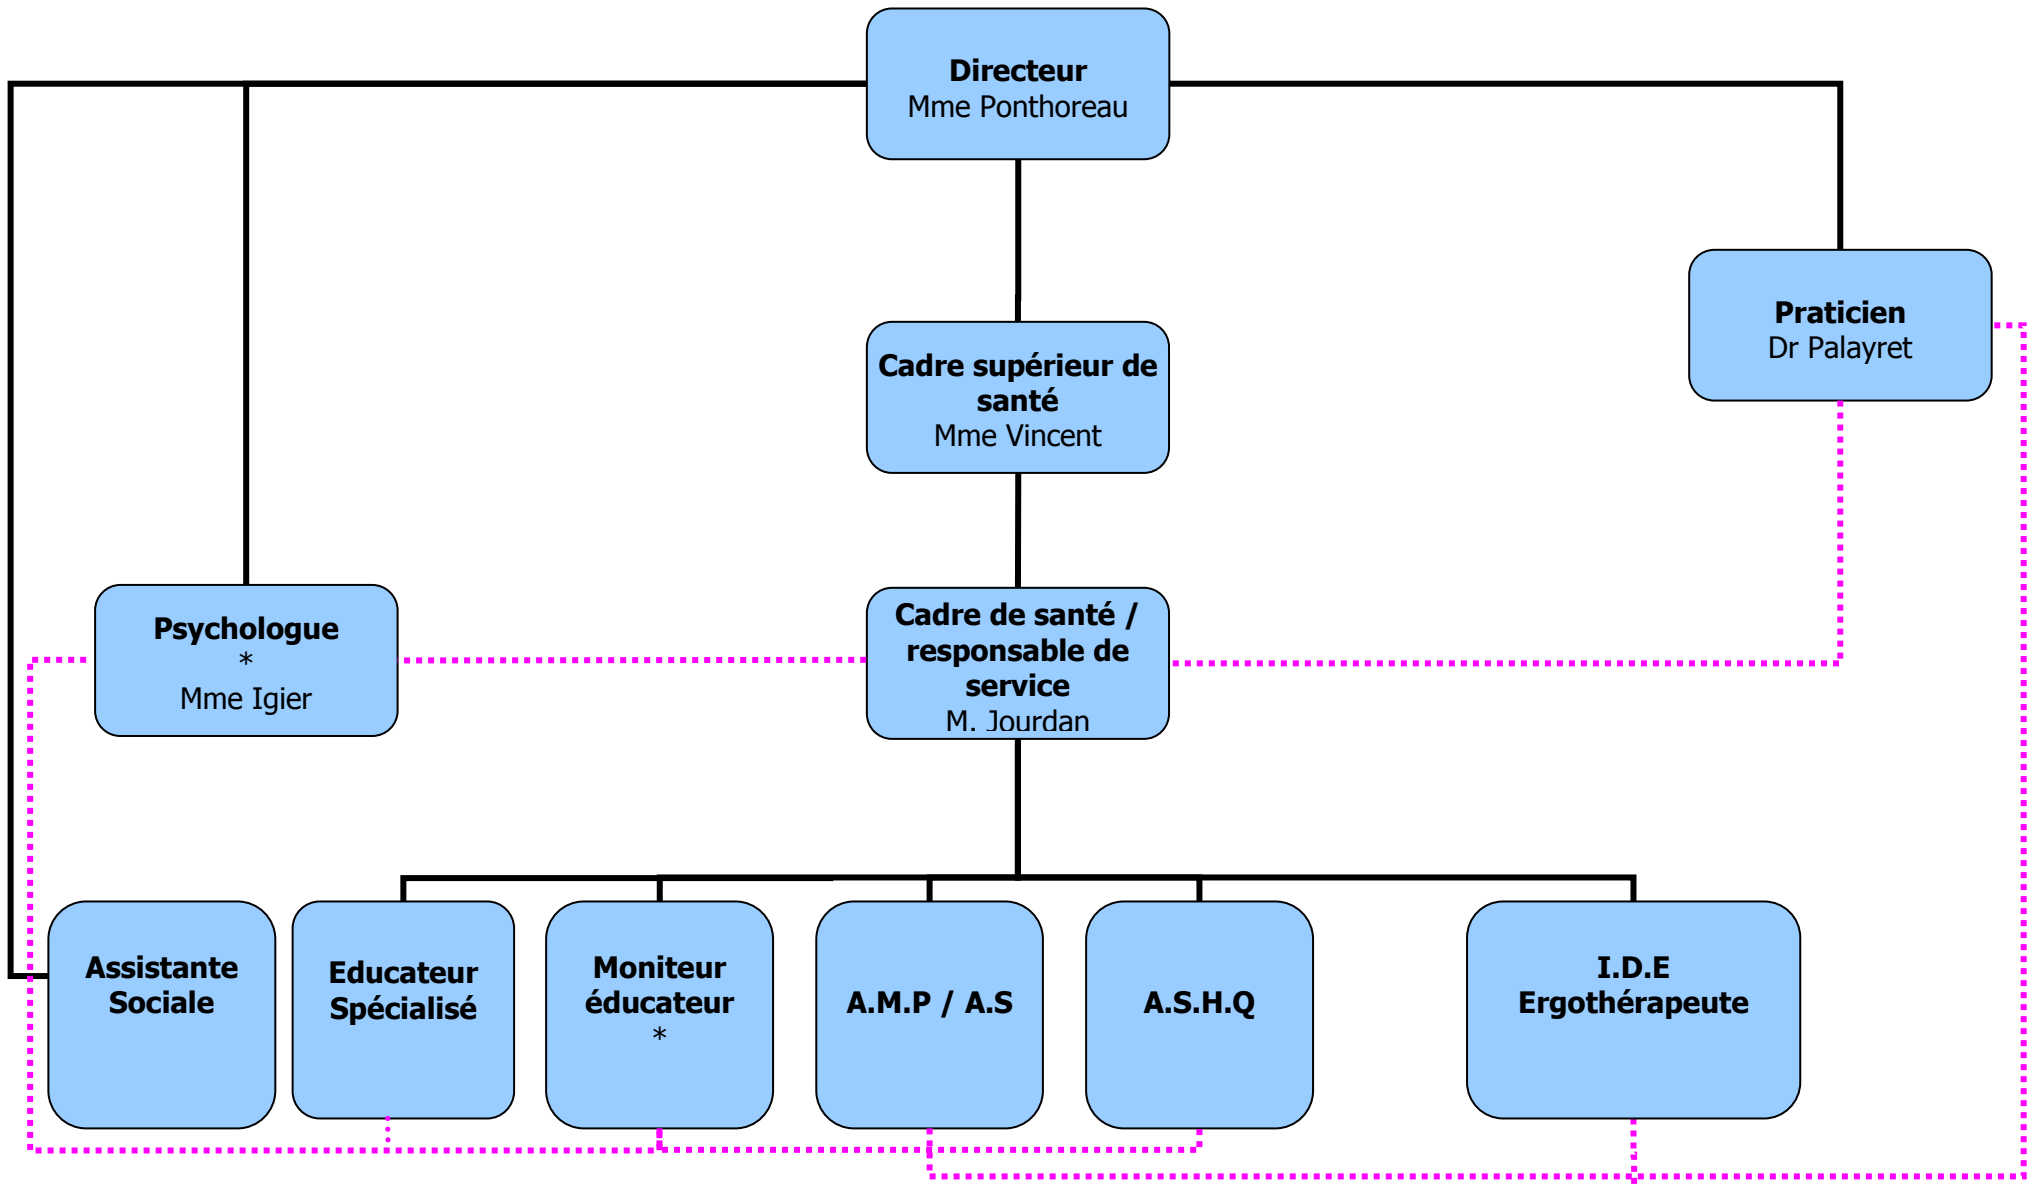 Directeur
Mme Ponthoreau
Praticien
Dr Palayret
Cadre supérieur de
santé
Mme Vincent
Psychologue
*
Mme Igier
Cadre de santé /
responsable de
service
M. Jourdan
Assistante
Sociale
Educateur
Spécialisé
Moniteur
éducateur
*
A.M.P / A.S
A.S.H.Q
I.D.E
Ergothérapeute